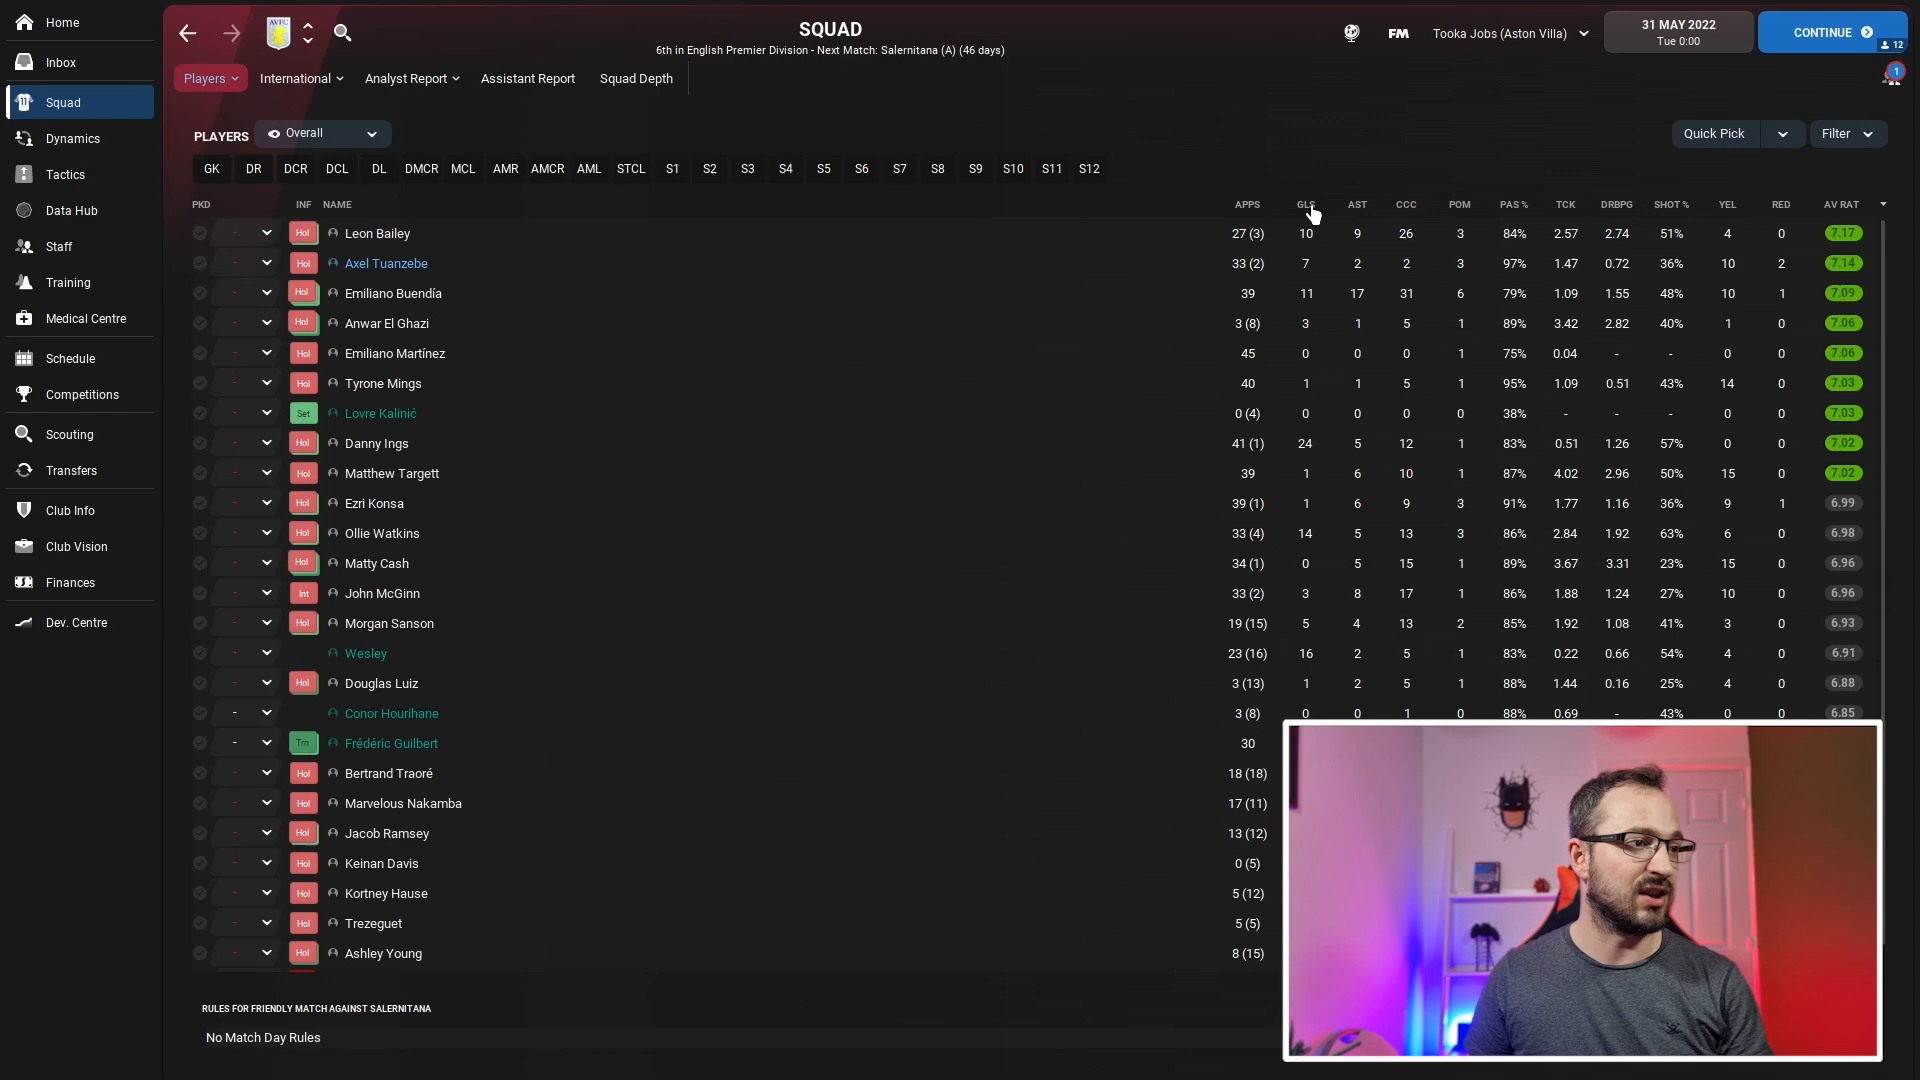 Home
Inbox
Squad
Dynamics
Tactics
Data Hub
Staff
Training
Medical Centre
Schedule
Competitions
Scouting
Transfers
Club Info
Club Vision
Finances
Dev. Centre
AVFC
SQUAD
6th in English Premier Division - Next Match: Salernitana (A) (46 days)
FM
Tooka Jobs (Aston Villa)
31 MAY 2022
Tue 0:00
CONTINUE
12
1
Players International Analyst Report Assistant Report Squad Depth
PLAYERS Overall Quick Pick Filter
GK DR DCR DCL DL DMCR MCL AMR AMCR AML STCL S1 S2 S3 S4 S5 S6 S7 S8 S9 S10 S11 S12
PKD INF NAME APPS GLS AST CCC POM PAS % TCK DRBPG SHOT % YEL RED AV RAT
- Hol Leon Bailey 27 (3) 10 9 26 3 84% 2.57 2.74 51% 4 0 7.17
- Hol Axel Tuanzebe 33 (2) 7 2 2 3 97% 1.47 0.72 36% 10 2 7.14
- Hol Emiliano Buendía 39 11 17 31 6 79% 1.09 1.55 48% 10 1 7.09
- Hol Anwar El Ghazi 3 (8) 3 1 5 1 89% 3.42 2.82 40% 1 0 7.06
- Hol Emiliano Martínez 45 0 0 0 1 75% 0.04 - - 0 0 7.06
- Hol Tyrone Mings 40 1 1 5 1 95% 1.09 0.51 43% 14 0 7.03
- Set Lovre Kalinić 0 (4) 0 0 0 0 38% - - - 0 0 7.03
- Hol Danny Ings 41 (1) 24 5 12 1 83% 0.51 1.26 57% 0 0 7.02
- Hol Matthew Targett 39 1 6 10 1 87% 4.02 2.96 50% 15 0 7.02
- Hol Ezri Konsa 39 (1) 1 6 9 3 91% 1.77 1.16 36% 9 1 6.99
- Hol Ollie Watkins 33 (4) 14 5 13 3 86% 2.84 1.92 63% 6 0 6.98
- Hol Matty Cash 34 (1) 0 5 15 1 89% 3.67 3.31 23% 15 0 6.96
- Int John McGinn 33 (2) 3 8 17 1 86% 1.88 1.24 27% 10 0 6.96
- Hol Morgan Sanson 19 (15) 5 4 13 2 85% 1.92 1.08 41% 3 0 6.93
- Wesley 23 (16) 16 2 5 1 83% 0.22 0.66 54% 4 0 6.91
- Hol Douglas Luiz 3 (13) 1 2 5 1 88% 1.44 0.16 25% 4 0 6.88
- Conor Hourihane 3 (8) 0 0 1 0 88% 0.69 - 43% 0 0 6.85
- Trn Frédéric Guilbert 30
- Hol Bertrand Traoré 18 (18)
- Hol Marvelous Nakamba 17 (11)
- Hol Jacob Ramsey 13 (12)
- Hol Keinan Davis 0 (5)
- Hol Kortney Hause 5 (12)
- Hol Trezeguet 5 (5)
- Hol Ashley Young 8 (15)
RULES FOR FRIENDLY MATCH AGAINST SALERNITANA
No Match Day Rules